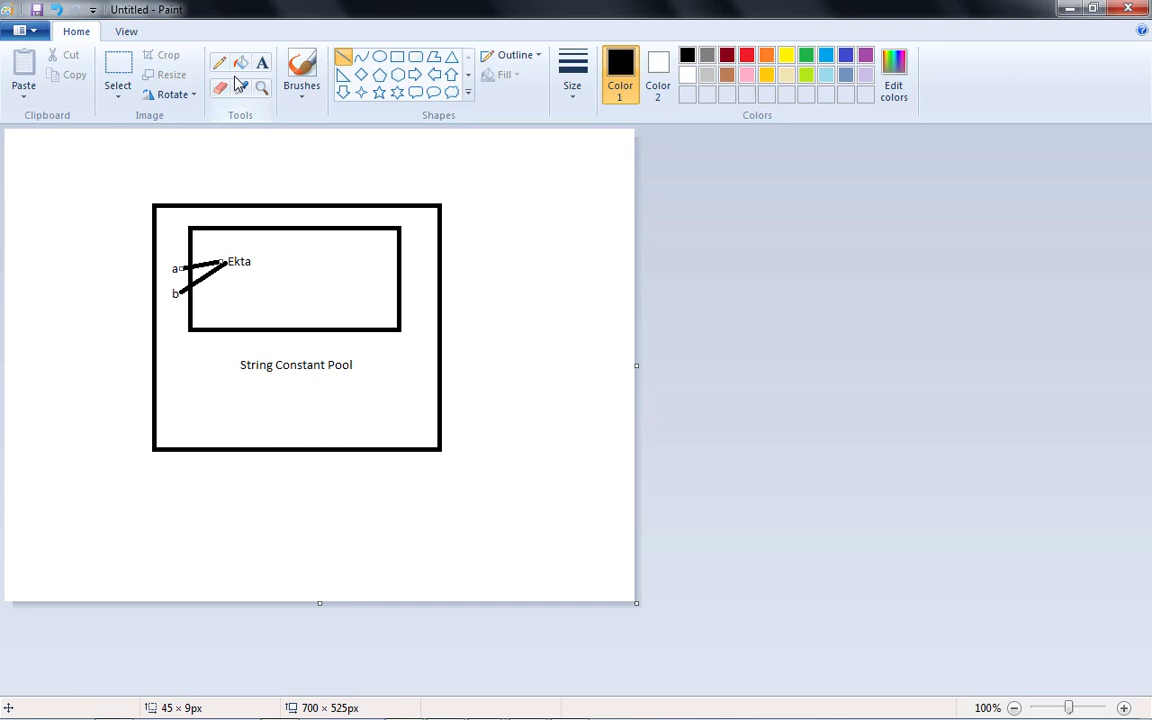 Untitled - Paint
Home
View
Paste
Cut
Copy
Clipboard
Select
Crop
Resize
Rotate
Image
A
Tools
Brushes
Outline
Fill
Shapes
Size
Color
1
Color
2
Edit
colors
Colors
a
Ekta
b
String Constant Pool
45 × 9px
700 × 525px
100%